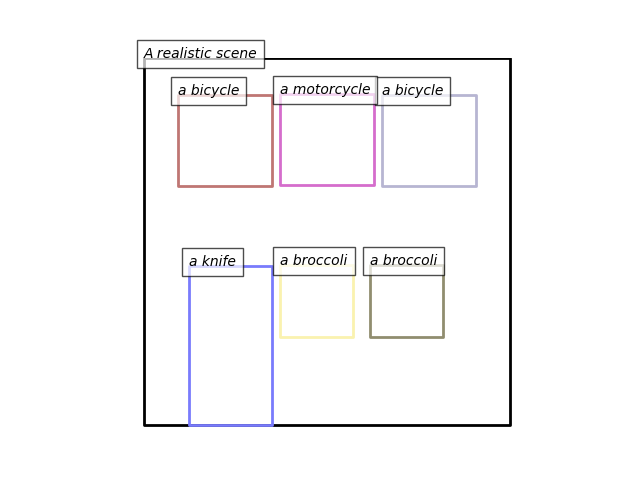 A realistic scene
a bicycle
a motorcycle
a bicycle
a knife
a broccoli
a broccoli